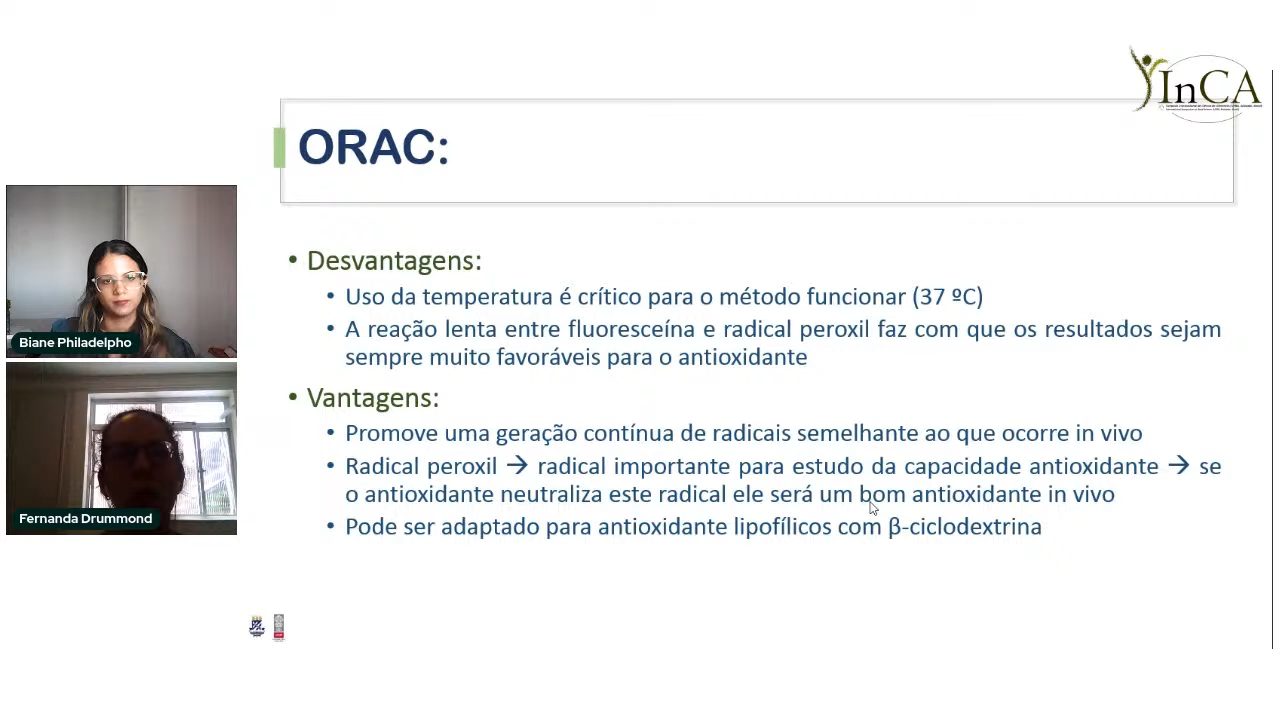 InCA
ORAC:
• Desvantagens:
• Uso da temperatura é crítico para o método funcionar (37 ºC)
• A reação lenta entre fluoresceína e radical peroxil faz com que os resultados sejam
sempre muito favoráveis para o antioxidante
• Vantagens:
• Promove uma geração contínua de radicais semelhante ao que ocorre in vivo
• Radical peroxil → radical importante para estudo da capacidade antioxidante → se
o antioxidante neutraliza este radical ele será um bom antioxidante in vivo
• Pode ser adaptado para antioxidante lipofílicos com β-ciclodextrina
Biane Philadelpho
Fernanda Drummond